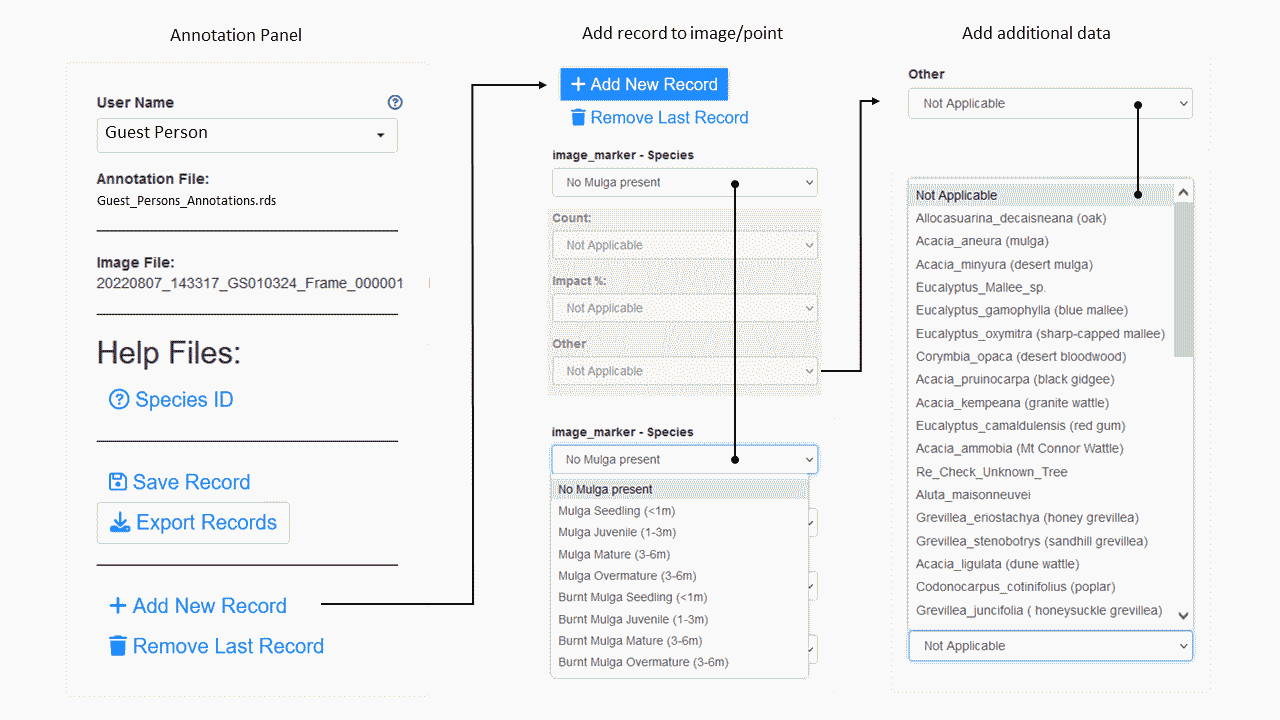 Annotation Panel
User Name
Guest Person
Annotation File:
Guest_Persons_Annotations.rds
Image File:
20220807_143317_GS010324_Frame_000001
Help Files:
Species ID
Save Record
Export Records
Add New Record
Remove Last Record
Add record to image/point
Add New Record
Remove Last Record
image_marker - Species
No Mulga present
Count:
Not Applicable
Impact %:
Not Applicable
Other
Not Applicable
image_marker - Species
No Mulga present
No Mulga present
Mulga Seedling (<1m)
Mulga Juvenile (1-3m)
Mulga Mature (3-6m)
Mulga Overmature (3-6m)
Burnt Mulga Seedling (<1m)
Burnt Mulga Juvenile (1-3m)
Burnt Mulga Mature (3-6m)
Burnt Mulga Overmature (3-6m)
Add additional data
Other
Not Applicable
Not Applicable
Allocasuarina_decaisneana (oak)
Acacia_aneura (mulga)
Acacia_minyura (desert mulga)
Eucalyptus_Mallee_sp.
Eucalyptus_gamophylla (blue mallee)
Eucalyptus_oxymitra (sharp-capped mallee)
Corymbia_opaca (desert bloodwood)
Acacia_pruinocarpa (black gidgee)
Acacia_kempeana (granite wattle)
Eucalyptus_camaldulensis (red gum)
Acacia_ammobia (Mt Connor Wattle)
Re_Check_Unknown_Tree
Aluta_maisonneuvei
Grevillea_eriostachya (honey grevillea)
Grevillea_stenobotrys (sandhill grevillea)
Acacia_ligulata (dune wattle)
Codonocarpus_cotinifolius (poplar)
Grevillea_juncifolia ( honeysuckle grevillea)
Not Applicable